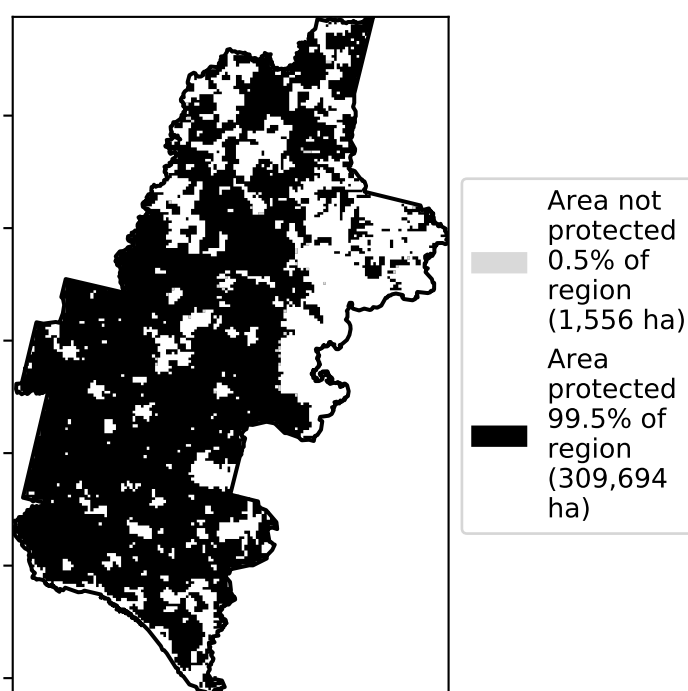 Area not
protected
0.5% of
region
(1,556 ha)
Area
protected
99.5% of
region
(309,694
ha)